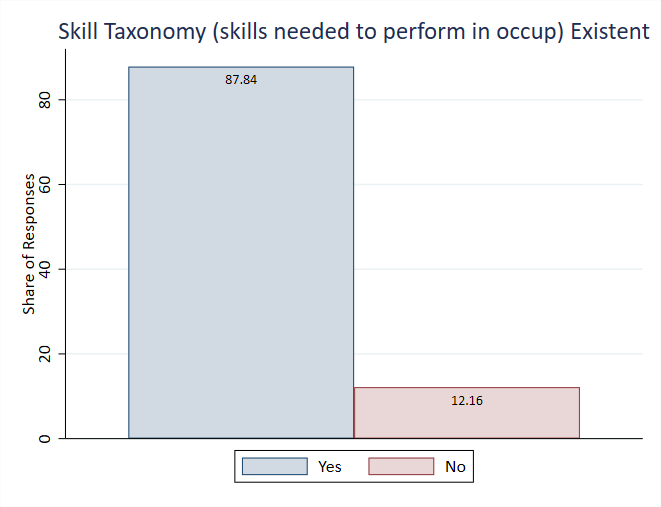 Skill Taxonomy (skills needed to perform in occup) Existent
Share of Responses
80
60
40
20
0
87.84
12.16
Yes
No